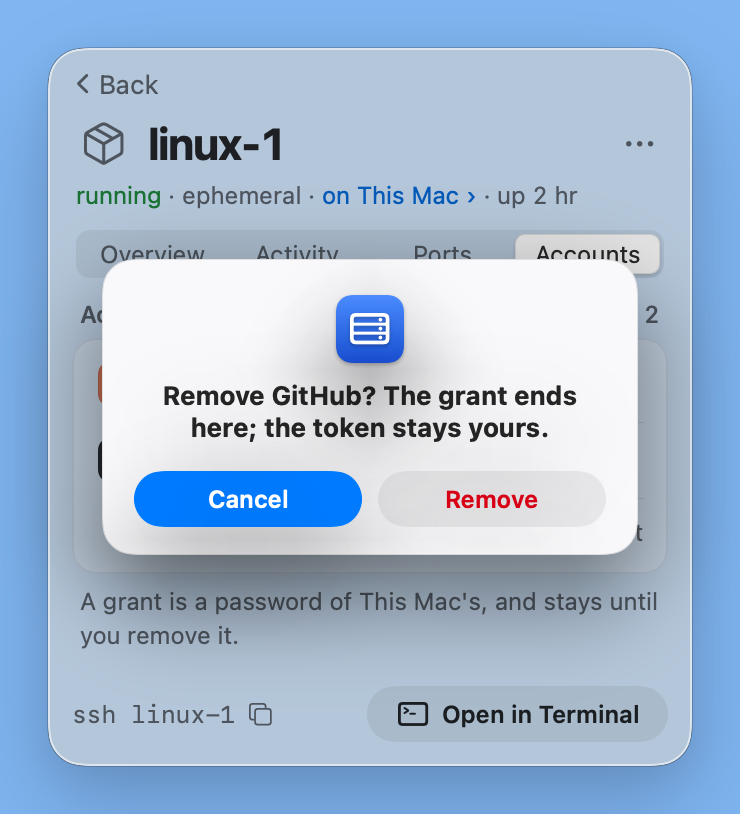 Back
linux-1
running · ephemeral · on This Mac › · up 2 hr
Overview Activity Ports Accounts
2
Remove GitHub? The grant ends
here; the token stays yours.
Cancel Remove
A grant is a password of This Mac's, and stays until
you remove it.
ssh linux-1
Open in Terminal